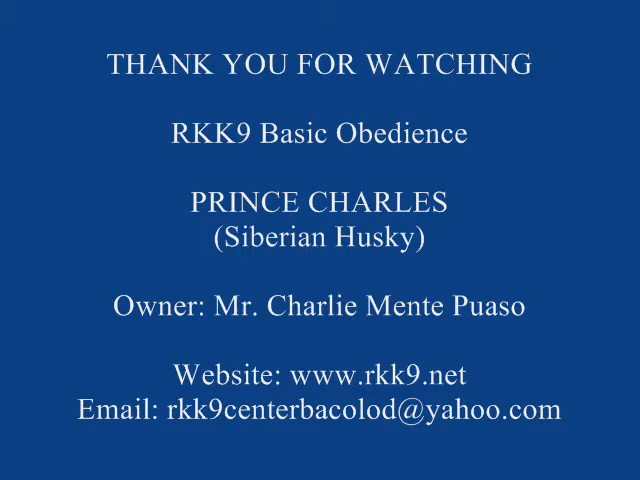 THANK YOU FOR WATCHING
RKK9 Basic Obedience
PRINCE CHARLES
(Siberian Husky)
Owner: Mr. Charlie Mente Puaso
Website: www.rkk9.net
Email: rkk9centerbacolod@yahoo.com